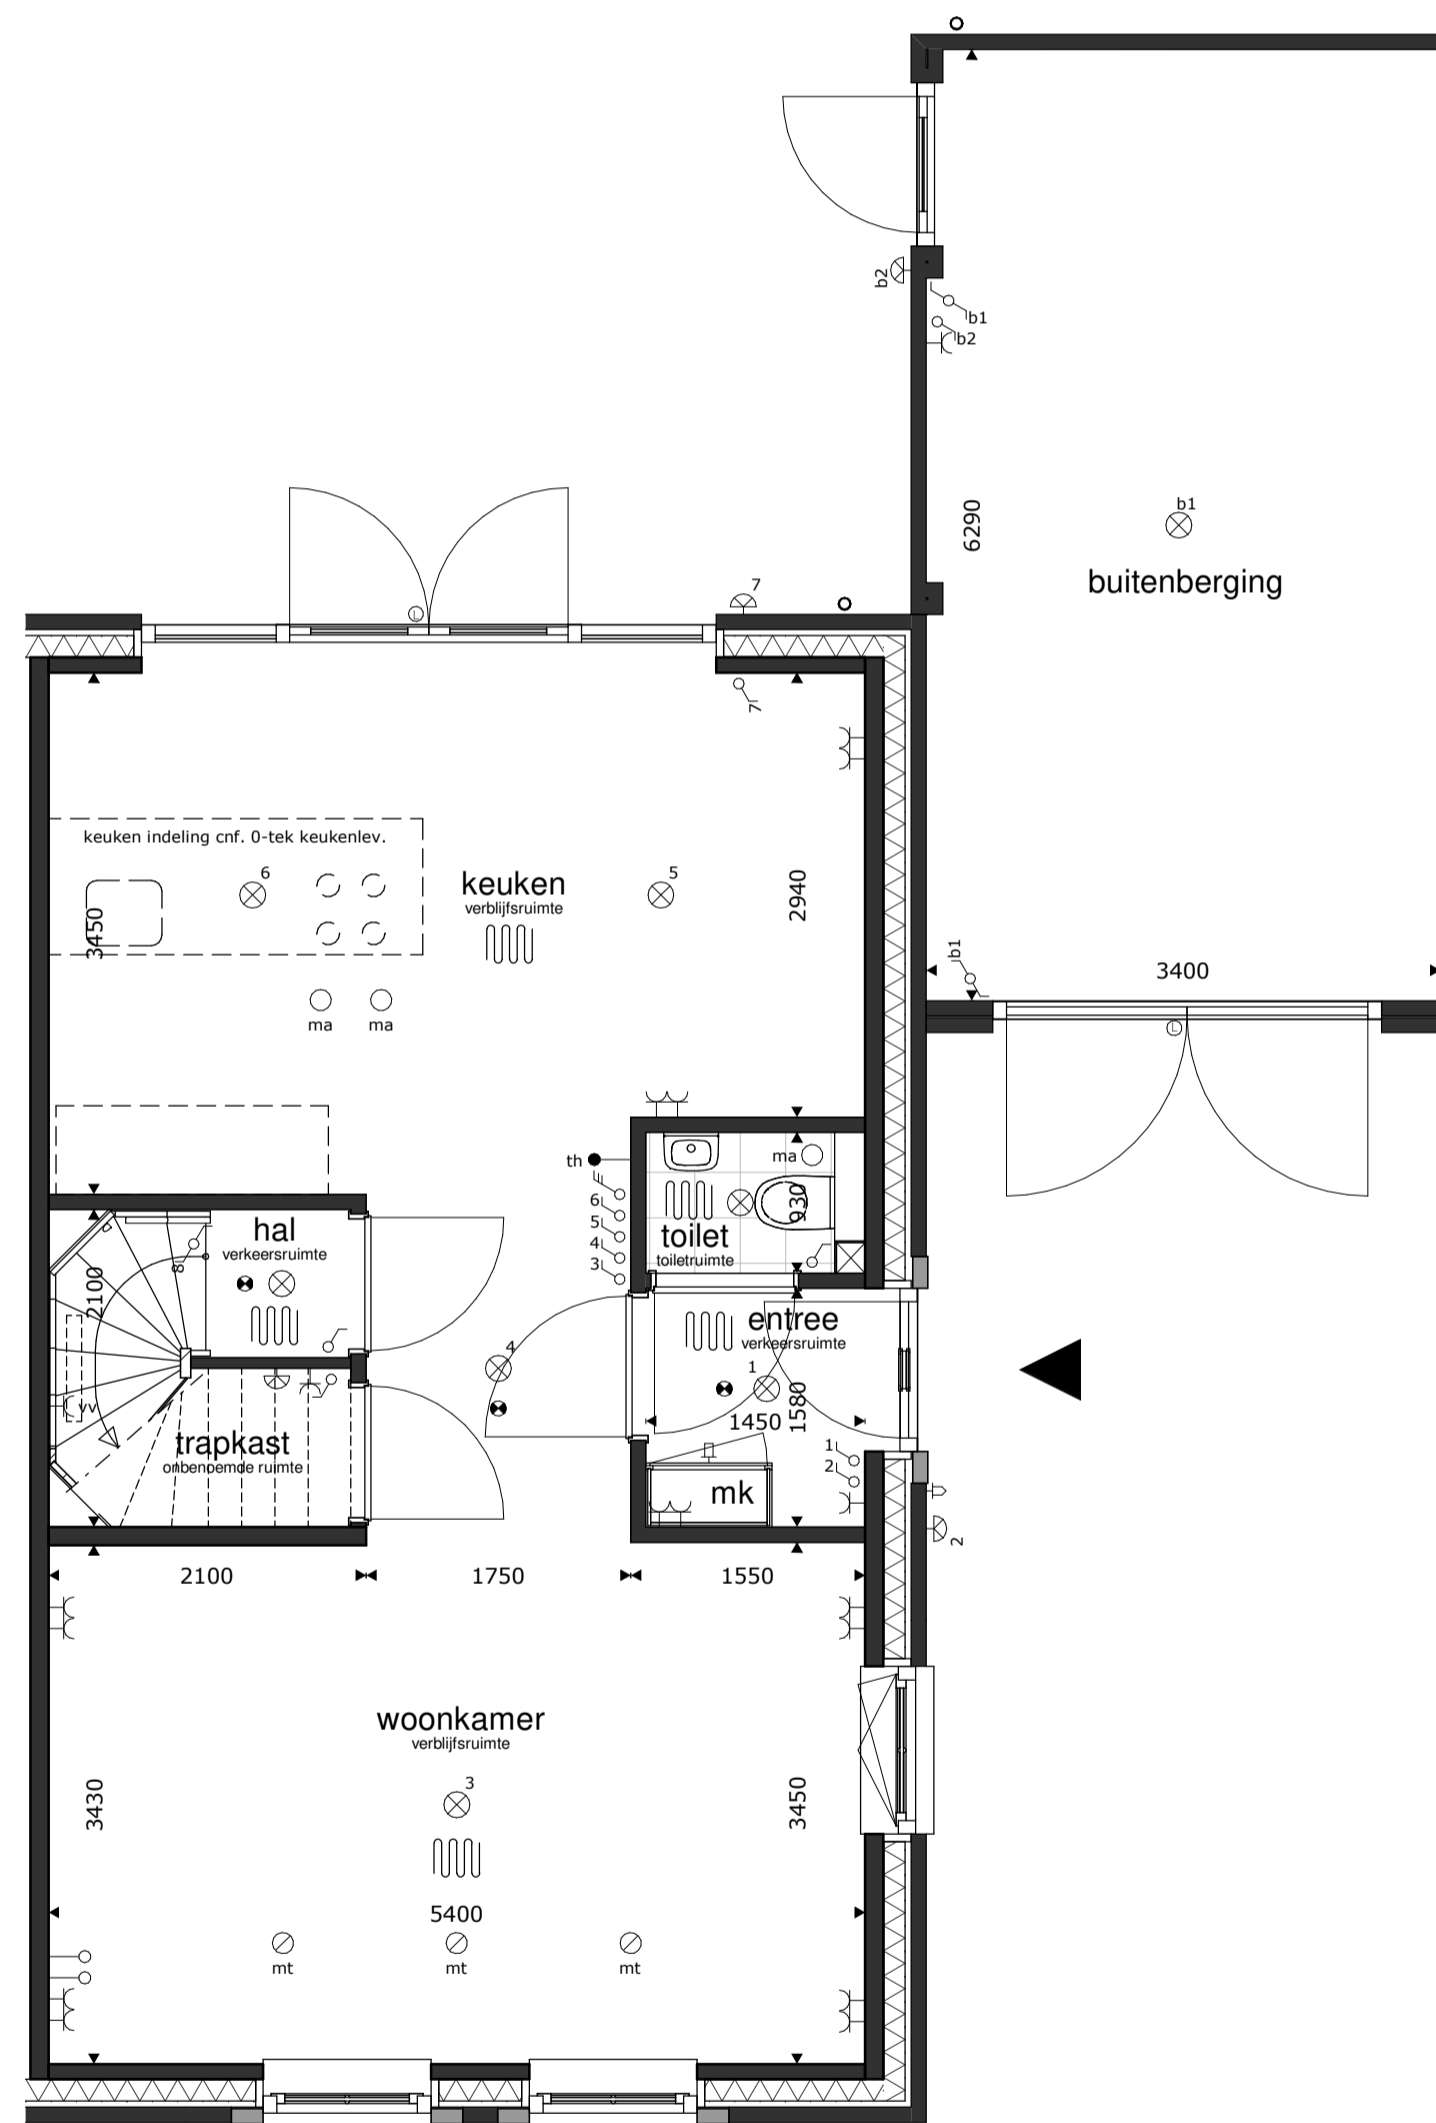 b2
b1
b2
b1
6290
buitenberging
7
7
keuken indeling cnf. 0-tek keukenlev.
6
5
keuken
verblijfsruimte
3450
2940
b1
3400
L
L
ma
ma
th
6
5
4
3
ma
930
toilet
toiletruimte
hal
verkeersruimte
8
2100
entree
verkeersruimte
4
1
1450
1580
vv
trapkast
onbenoemde ruimte
1
2
mk
2
2100
1750
1550
woonkamer
verblijfsruimte
3
3430
3450
5400
mt
mt
mt